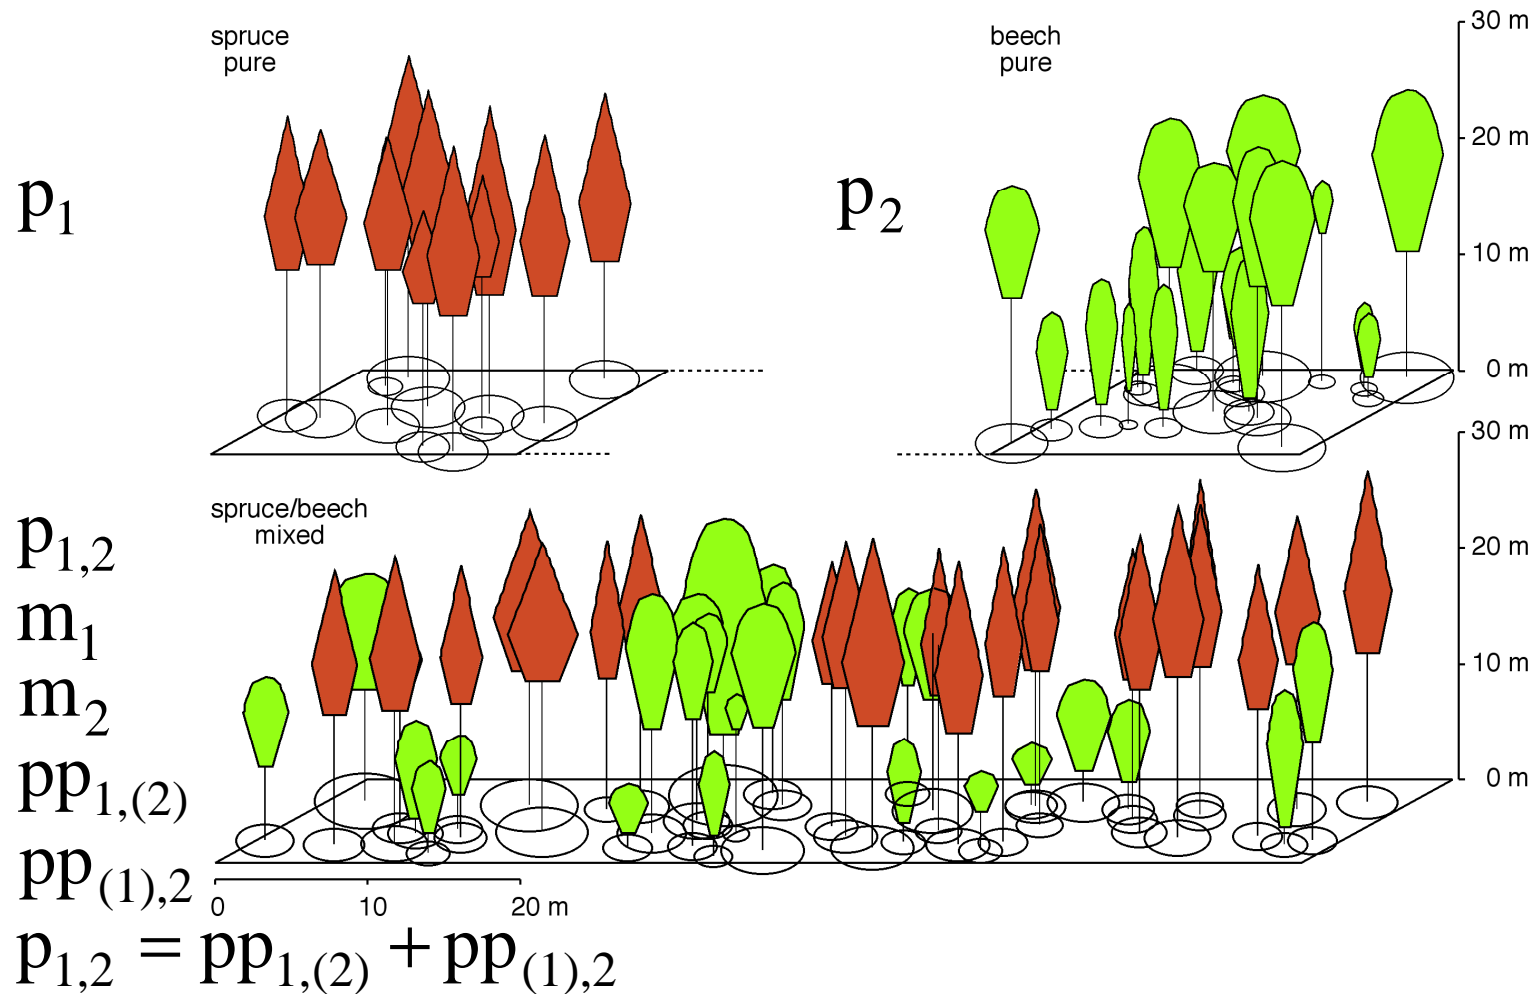 spruce
pure
beech
pure
30 m
20 m
10 m
0 m
p1
p2
30 m
20 m
10 m
0 m
spruce/beech
mixed
p1,2
m1
m2
pp1,(2)
pp(1),2
0 10 20 m
p1,2 = pp1,(2) + pp(1),2